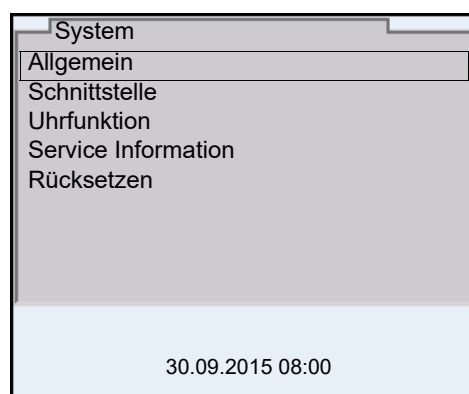 System
Allgemein
Schnittstelle
Uhrfunktion
Service Information
Rücksetzen
30.09.2015 08:00